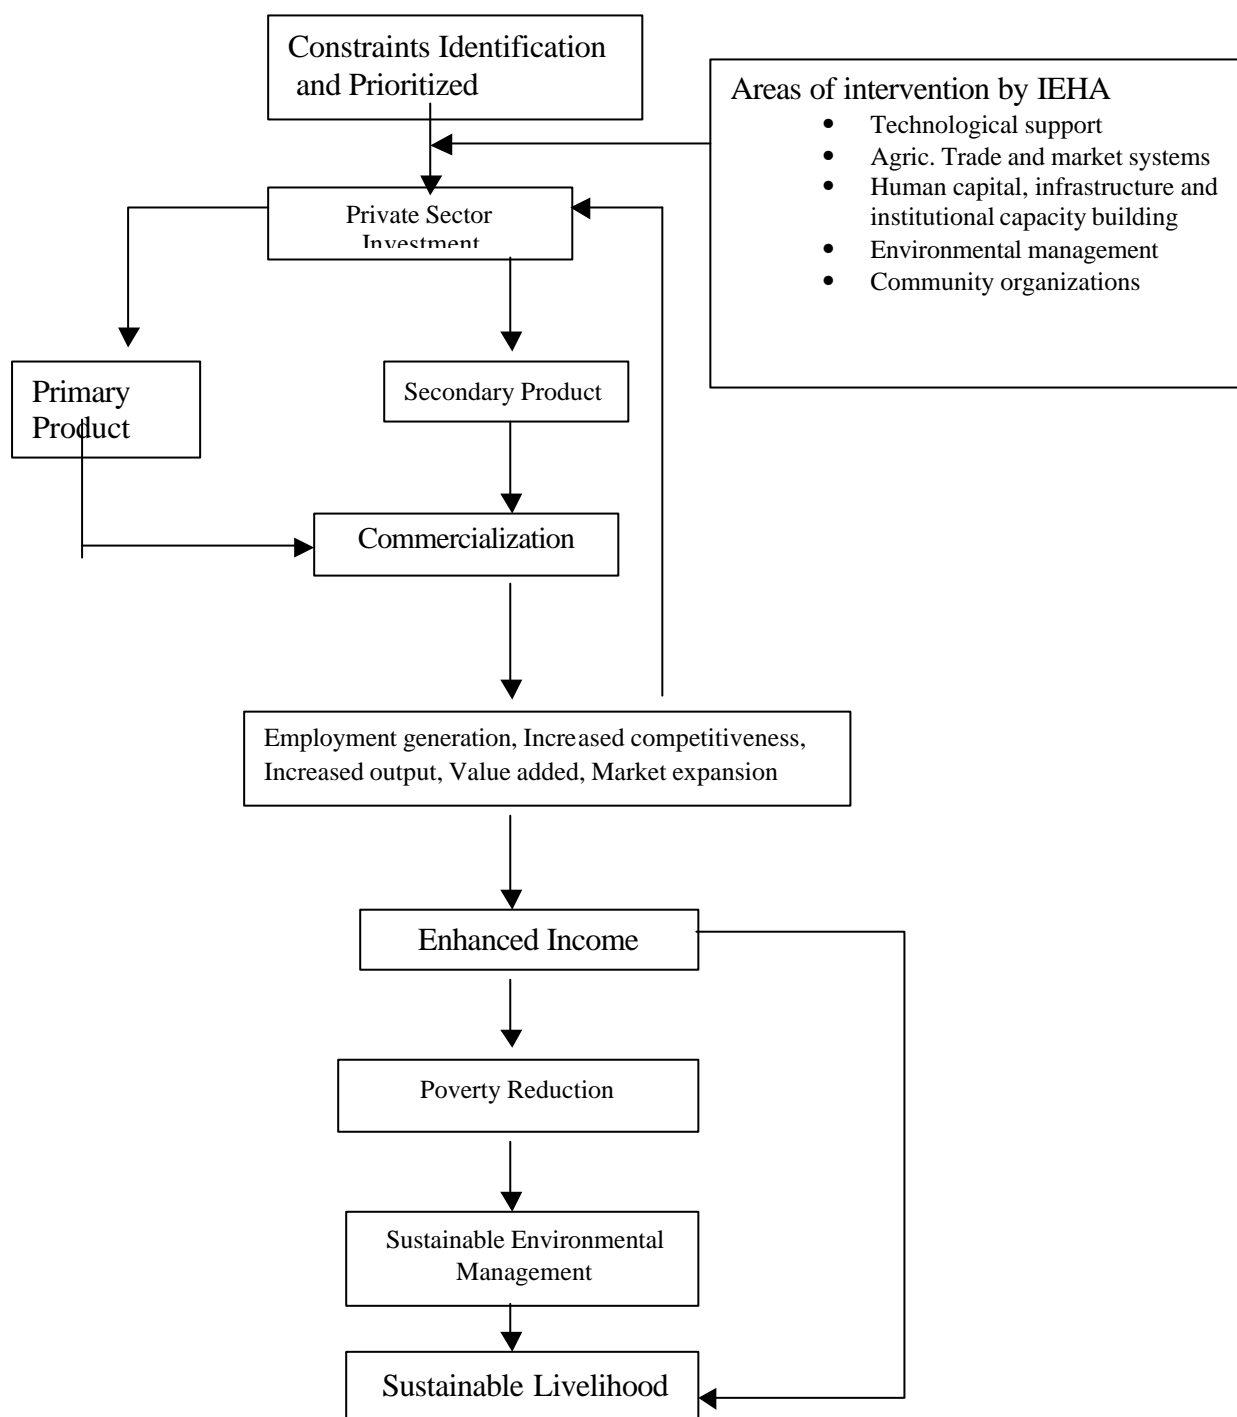 Constraints Identification
and Prioritized
Areas of intervention by IEHA
• Technological support
• Agric. Trade and market systems
• Human capital, infrastructure and
institutional capacity building
• Environmental management
• Community organizations
Private Sector
Investment
Primary
Product
Secondary Product
Commercialization
Employment generation, Increased competitiveness,
Increased output, Value added, Market expansion
Enhanced Income
Poverty Reduction
Sustainable Environmental
Management
Sustainable Livelihood